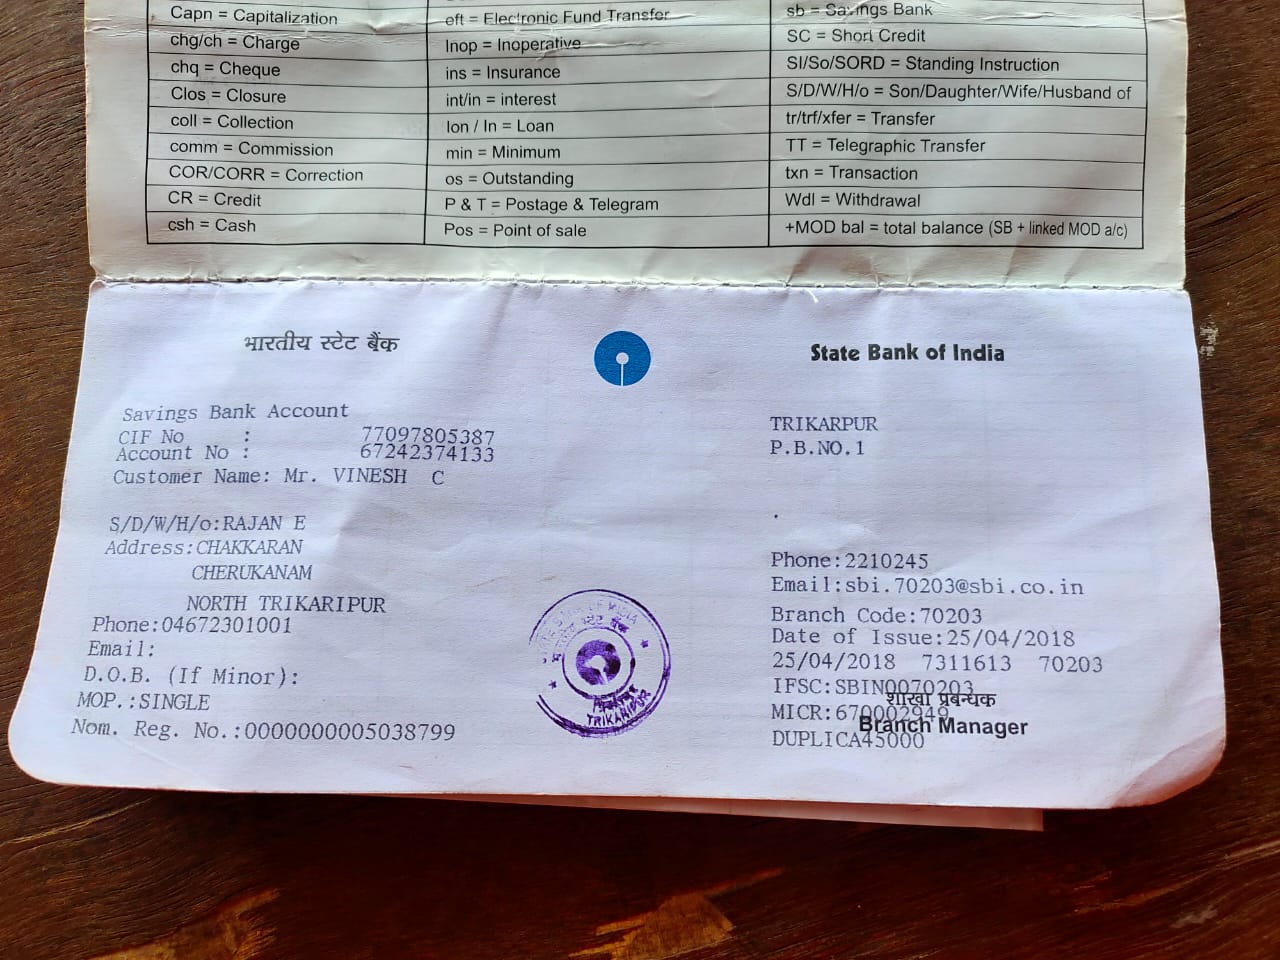 Capn = Capitalization
chg/ch = Charge
chq = Cheque
Clos = Closure
coll = Collection
comm = Commission
COR/CORR = Correction
CR = Credit
csh = Cash
eft = Electronic Fund Transfer
Inop = Inoperative
ins = Insurance
int/in = interest
lon / In = Loan
min = Minimum
os = Outstanding
P & T = Postage & Telegram
Pos = Point of sale
sb = Savings Bank
SC = Short Credit
SI/So/SORD = Standing Instruction
S/D/W/H/o = Son/Daughter/Wife/Husband of
tr/trf/xfer = Transfer
TT = Telegraphic Transfer
txn = Transaction
Wdl = Withdrawal
+MOD bal = total balance (SB + linked MOD a/c)
भारतीय स्टेट बैंक
State Bank of India
Savings Bank Account
CIF No : 77097805387
Account No : 67242374133
Customer Name: Mr. VINESH C
S/D/W/H/o:RAJAN E
Address:CHAKKARAN
CHERUKANAM
NORTH TRIKARIPUR
Phone:04672301001
Email:
D.O.B. (If Minor):
MOP.:SINGLE
Nom. Reg. No.:0000000005038799
TRIKARIPUR
TRIKARPUR
P.B.NO.1
Phone:2210245
Email:sbi.70203@sbi.co.in
Branch Code:70203
Date of Issue:25/04/2018
25/04/2018 7311613 70203
IFSC:SBIN0070203
शाखा प्रबन्धक
MICR:670002949
Branch Manager
DUPLICA45000